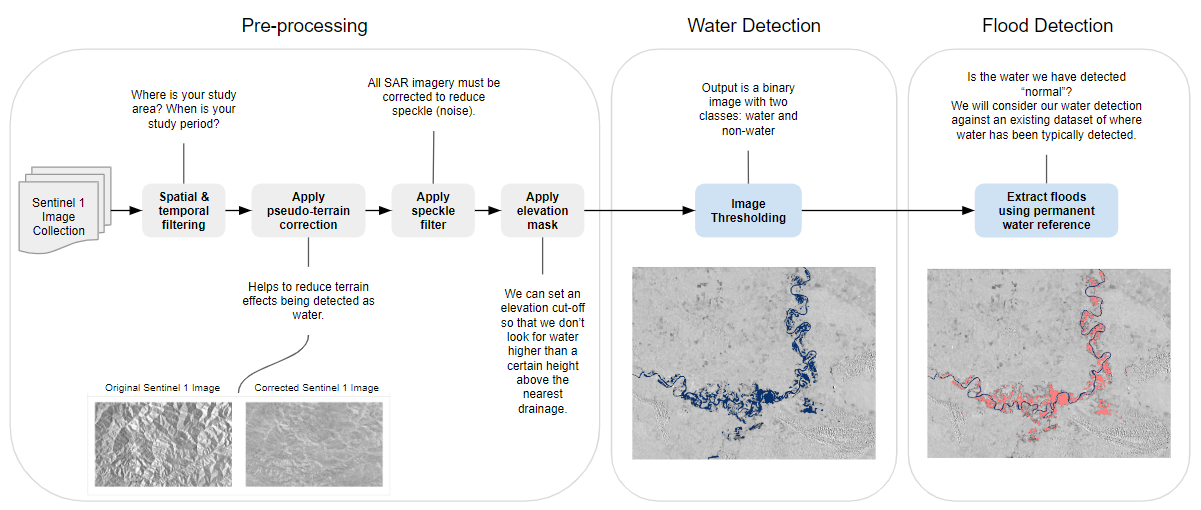 Pre-processing
Water Detection
Flood Detection
Where is your study
area? When is your
study period?
All SAR imagery must be
corrected to reduce
speckle (noise).
Output is a binary
image with two
classes: water and
non-water
Is the water we have detected
“normal”?
We will consider our water detection
against an existing dataset of where
water has been typically detected.
Sentinel 1
Image
Collection
Spatial &
temporal
filtering
Apply
pseudo-terrain
correction
Apply
speckle
filter
Apply
elevation
mask
Image
Thresholding
Extract floods
using permanent
water reference
Helps to reduce terrain
effects being detected as
water.
We can set an
elevation cut-off
so that we don’t
look for water
higher than a
certain height
above the
nearest
drainage.
Original Sentinel 1 Image
Corrected Sentinel 1 Image